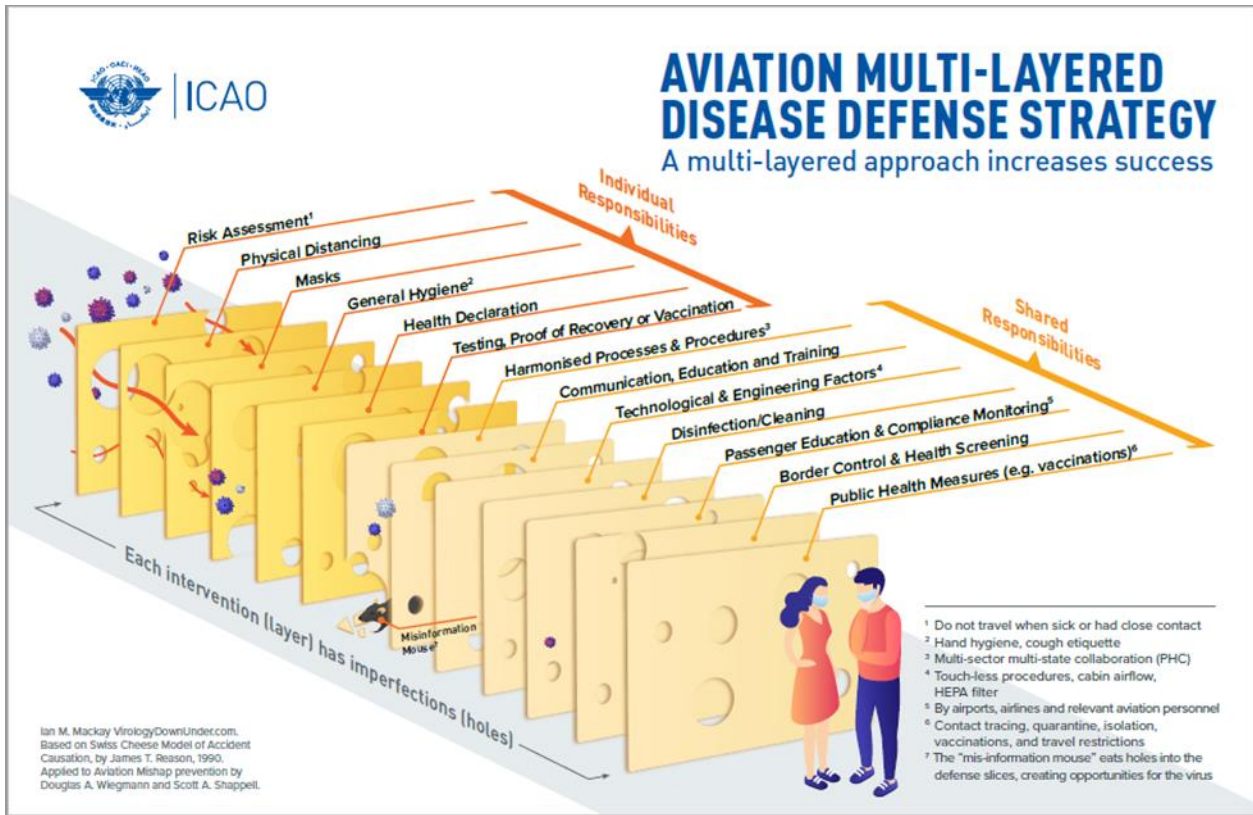 ICAO · OACI · ИКАО
ICAO
AVIATION MULTI-LAYERED
DISEASE DEFENSE STRATEGY
A multi-layered approach increases success
Individual
Responsibilities
Risk Assessment¹
Physical Distancing
Masks
General Hygiene²
Health Declaration
Testing, Proof of Recovery or Vaccination
Shared
Responsibilities
Harmonised Processes & Procedures³
Communication, Education and Training
Technological & Engineering Factors⁴
Disinfection/Cleaning
Passenger Education & Compliance Monitoring⁵
Border Control & Health Screening
Public Health Measures (e.g. vaccinations)⁶
Misinformation
Mouse⁷
Each intervention (layer) has imperfections (holes)
¹ Do not travel when sick or had close contact
² Hand hygiene, cough etiquette
³ Multi-sector multi-state collaboration (PHC)
⁴ Touch-less procedures, cabin airflow,
HEPA filter
⁵ By airports, airlines and relevant aviation personnel
⁶ Contact tracing, quarantine, isolation,
vaccinations, and travel restrictions
⁷ The "mis-information mouse" eats holes into the
defense slices, creating opportunities for the virus
Ian M. Mackay VirologyDownUnder.com.
Based on Swiss Cheese Model of Accident
Causation, by James T. Reason, 1990.
Applied to Aviation Mishap prevention by
Douglas A. Wiegmann and Scott A. Shappell.